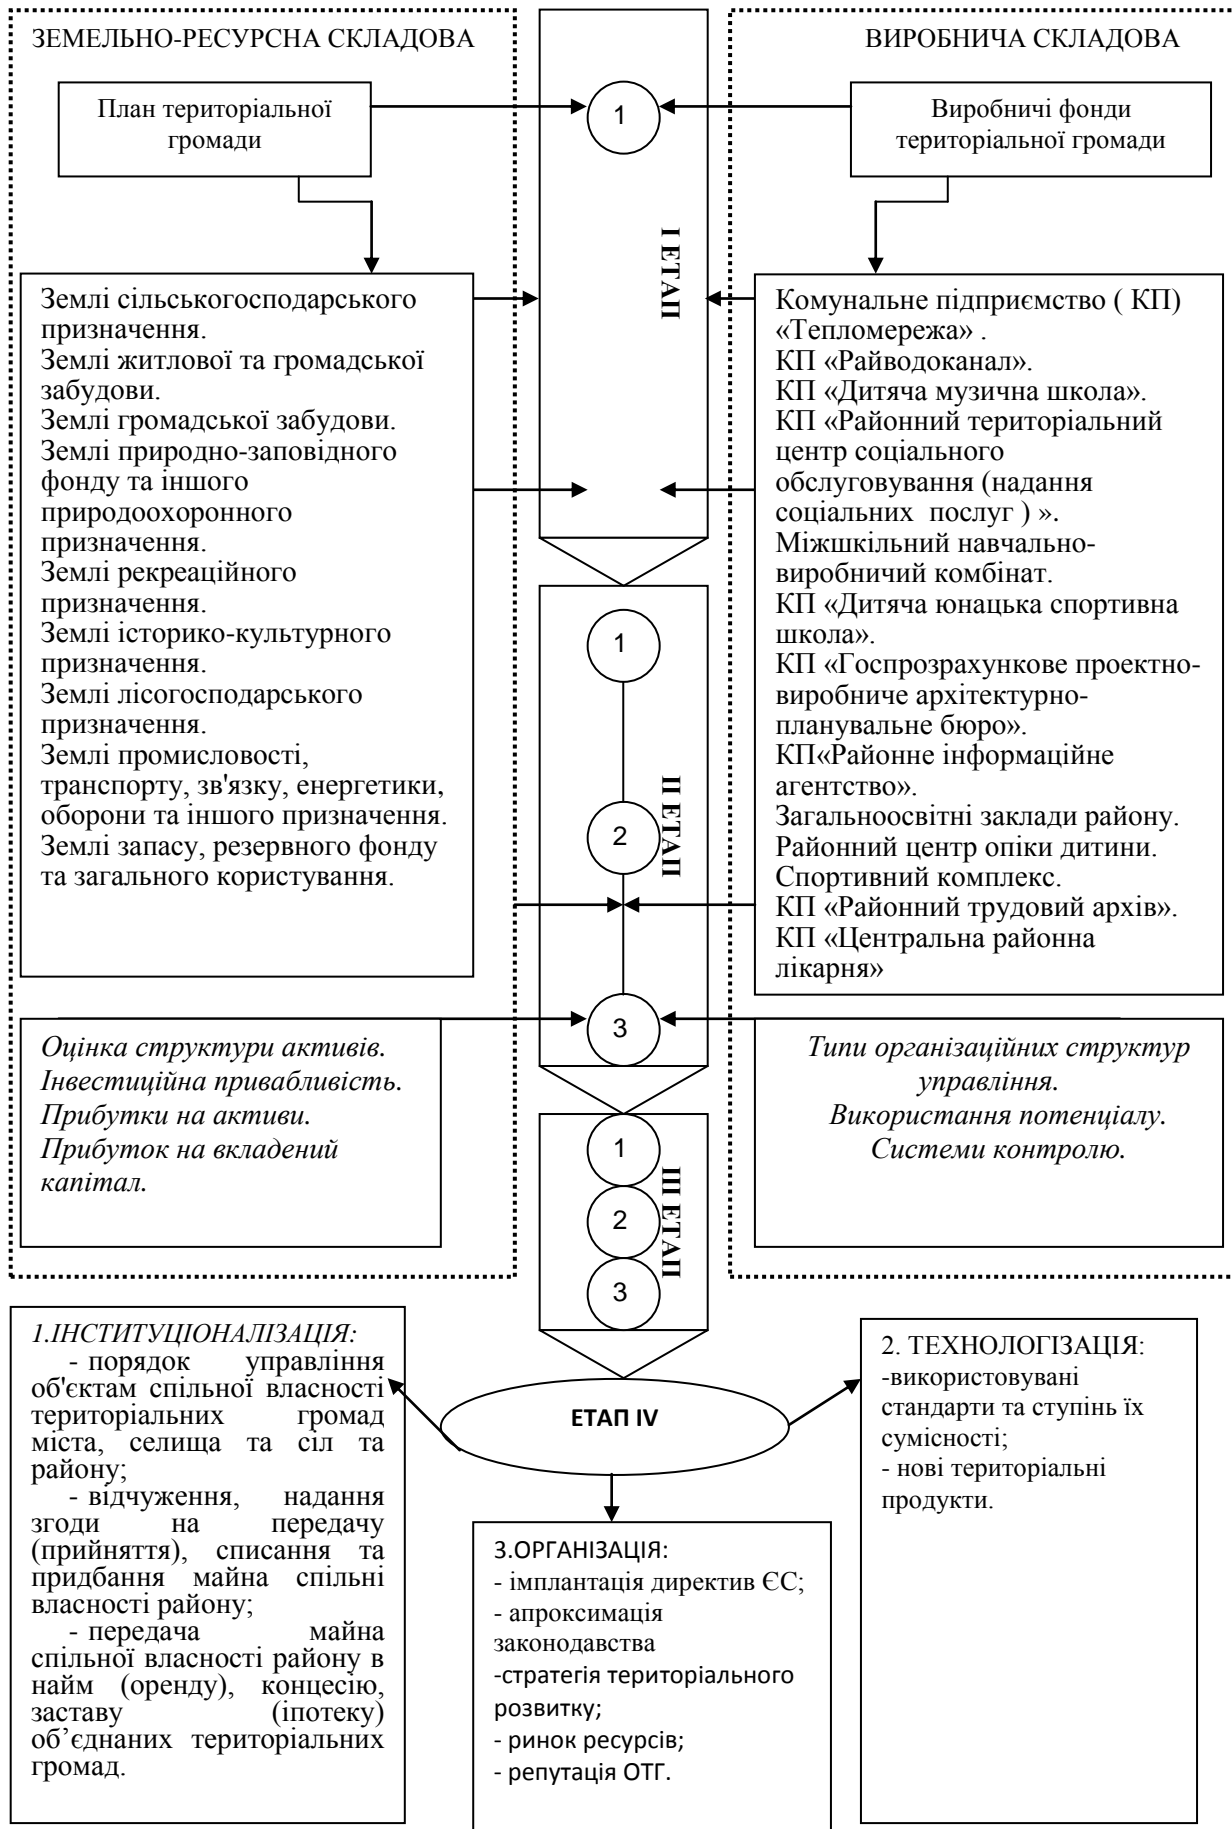 ЗЕМЕЛЬНО-РЕСУРСНА СКЛАДОВА
План територіальної
громади
Землі сільськогосподарського
призначення.
Землі житлової та громадської
забудови.
Землі громадської забудови.
Землі природно-заповідного
фонду та іншого
природоохоронного
призначення.
Землі рекреаційного
призначення.
Землі історико-культурного
призначення.
Землі лісогосподарського
призначення.
Землі промисловості,
транспорту, зв'язку, енергетики,
оборони та іншого призначення.
Землі запасу, резервного фонду
та загального користування.
Оцінка структури активів.
Інвестиційна привабливість.
Прибутки на активи.
Прибуток на вкладений
капітал.
1
І ЕТАП
1
2
3
ІІ ЕТАП
1
2
3
ІІІ ЕТАП
ВИРОБНИЧА СКЛАДОВА
Виробничі фонди
територіальної громади
Комунальне підприємство ( КП)
«Тепломережа» .
КП «Райводоканал».
КП «Дитяча музична школа».
КП «Районний територіальний
центр соціального
обслуговування (надання
соціальних послуг ) ».
Міжшкільний навчально-
виробничий комбінат.
КП «Дитяча юнацька спортивна
школа».
КП «Госпрозрахункове проектно-
виробниче архітектурно-
планувальне бюро».
КП«Районне інформаційне
агентство».
Загальноосвітні заклади району.
Районний центр опіки дитини.
Спортивний комплекс.
КП «Районний трудовий архів».
КП «Центральна районна
лікарня»
Типи організаційних структур
управління.
Використання потенціалу.
Системи контролю.
ЕТАП IV
1.ІНСТИТУЦІОНАЛІЗАЦІЯ:
- порядок управління
об'єктам спільної власності
територіальних громад
міста, селища та сіл та
району;
- відчуження, надання
згоди на передачу
(прийняття), списання та
придбання майна спільні
власності району;
- передача майна
спільної власності району в
найм (оренду), концесію,
заставу (іпотеку)
об’єднаних територіальних
громад.
2. ТЕХНОЛОГІЗАЦІЯ:
-використовувані
стандарти та ступінь їх
сумісності;
- нові територіальні
продукти.
3.ОРГАНІЗАЦІЯ:
- імплантація директив ЄС;
- апроксимація
законодавства
-стратегія територіального
розвитку;
- ринок ресурсів;
- репутація ОТГ.